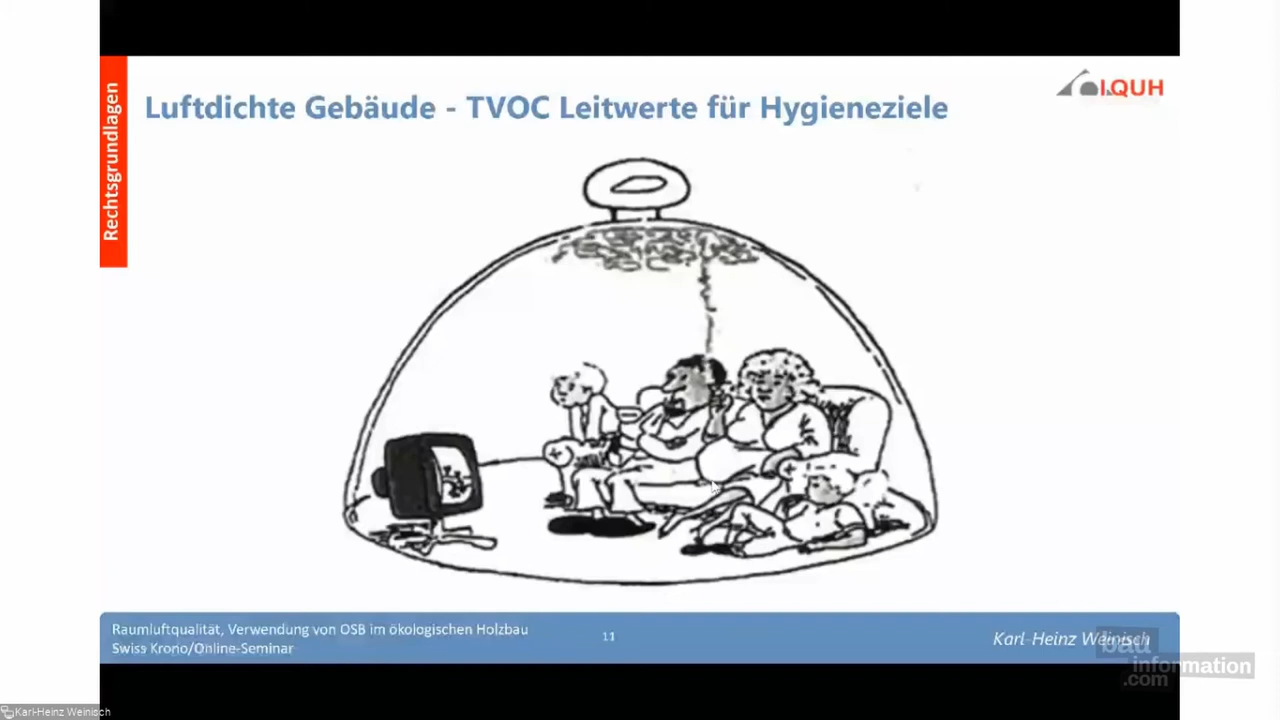 Rechtsgrundlagen
Luftdichte Gebäude - TVOC Leitwerte für Hygieneziele
IQUH
Raumluftqualität, Verwendung von OSB im ökologischen Holzbau
Swiss Krono/Online-Seminar
11
Karl-Heinz Weinisch
bau
information
.com
Karl-Heinz Weinisch